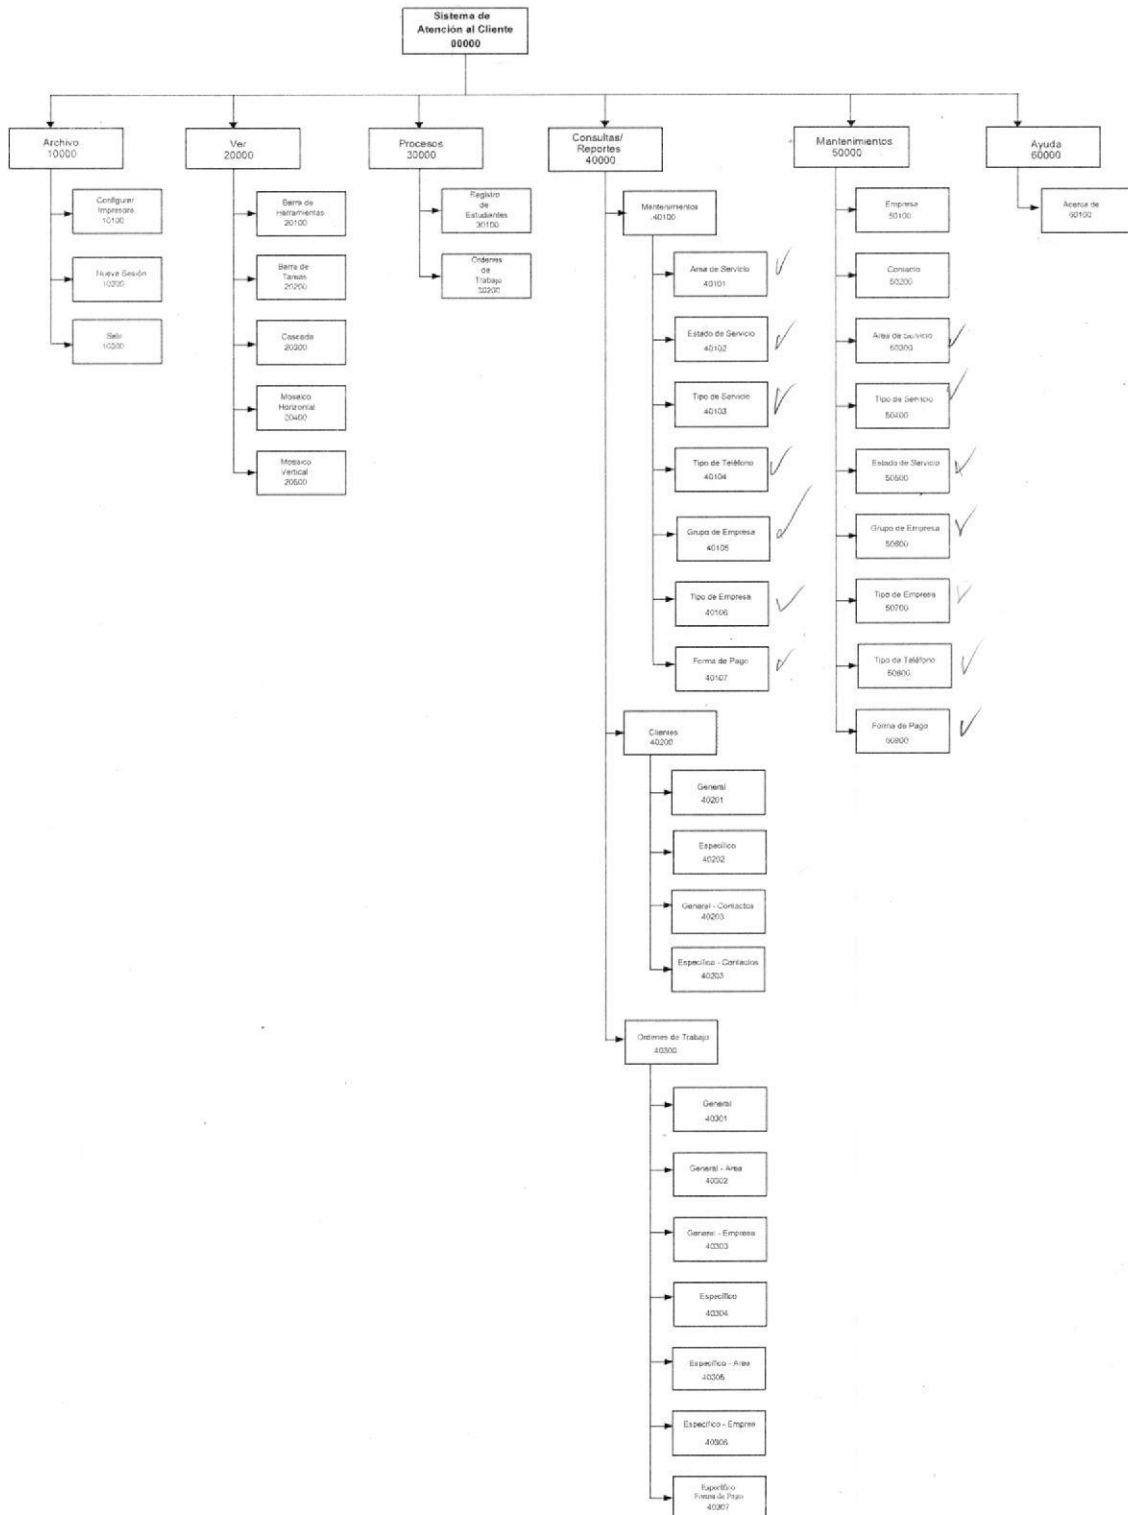 Sistema de
Atención al Cliente
00000
Archivo
10000
Configurar
Impresora
10100
Nueva Sesión
10200
Salir
10300
Ver
20000
Barra de
Herramientas
20100
Barra de
Tareas
20200
Cascada
20300
Mosaico
Horizontal
20400
Mosaico
vertical
20500
Procesos
30000
Registro
de
Estudiantes
30100
Ordenes
de
Trabajo
30200
Consultas/
Reportes
40000
Mantenimientos
40100
Area de Servicio
40101
Estado de Servicio
40102
Tipo de Servicio
40103
Tipo de Teléfono
40104
Grupo de Empresa
40105
Tipo de Empresa
40106
Forma de Pago
40107
Clientes
40200
General
40201
Específico
40202
General - Contactos
40203
Específico - Contactos
40203
Ordenes de Trabajo
40300
General
40301
General - Area
40302
General - Empresa
40303
Específico
40304
Específico - Area
40305
Específico - Empres
40306
Específico
Forma de Pago
40307
Mantenimientos
50000
Empresa
50100
Contacto
50200
Area de Servicio
50300
Tipo de Servicio
50400
Estado de Servicio
50500
Grupo de Empresa
50600
Tipo de Empresa
50700
Tipo de Teléfono
50800
Forma de Pago
50900
Ayuda
60000
Acerca de
60100